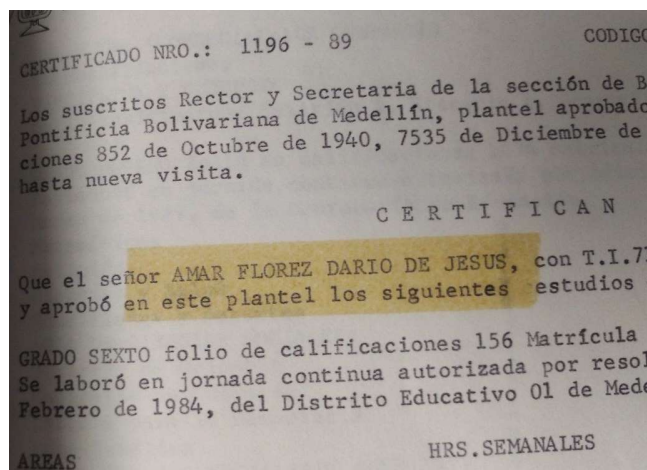 CERTIFICADO NRO.: 1196 - 89 CODIGO
Los suscritos Rector y Secretaria de la sección de B
Pontificia Bolivariana de Medellín, plantel aprobado
ciones 852 de Octubre de 1940, 7535 de Diciembre de
hasta nueva visita.
C E R T I F I C A N
Que el señor AMAR FLOREZ DARIO DE JESUS, con T.I.7
y aprobó en este plantel los siguientes estudios
GRADO SEXTO folio de calificaciones 156 Matrícula
Se laboró en jornada continua autorizada por resol
Febrero de 1984, del Distrito Educativo 01 de Mede
AREAS HRS.SEMANALES